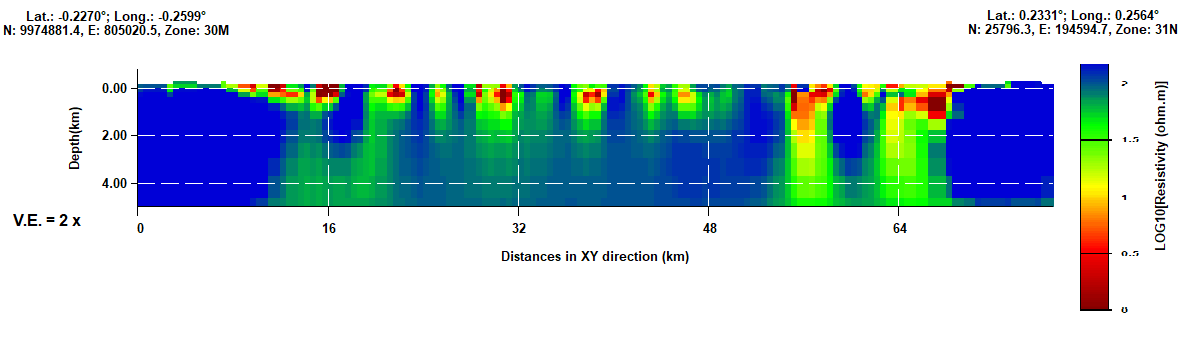 Lat.: -0.2270°; Long.: -0.2599°
N: 9974881.4, E: 805020.5, Zone: 30M
Lat.: 0.2331°; Long.: 0.2564°
N: 25796.3, E: 194594.7, Zone: 31N
0.00
2.00
4.00
Depth(km)
V.E. = 2 x
0
16
32
48
64
Distances in XY direction (km)
2
1.5
1
0.5
0
LOG10[Resistivity (ohm.m)]